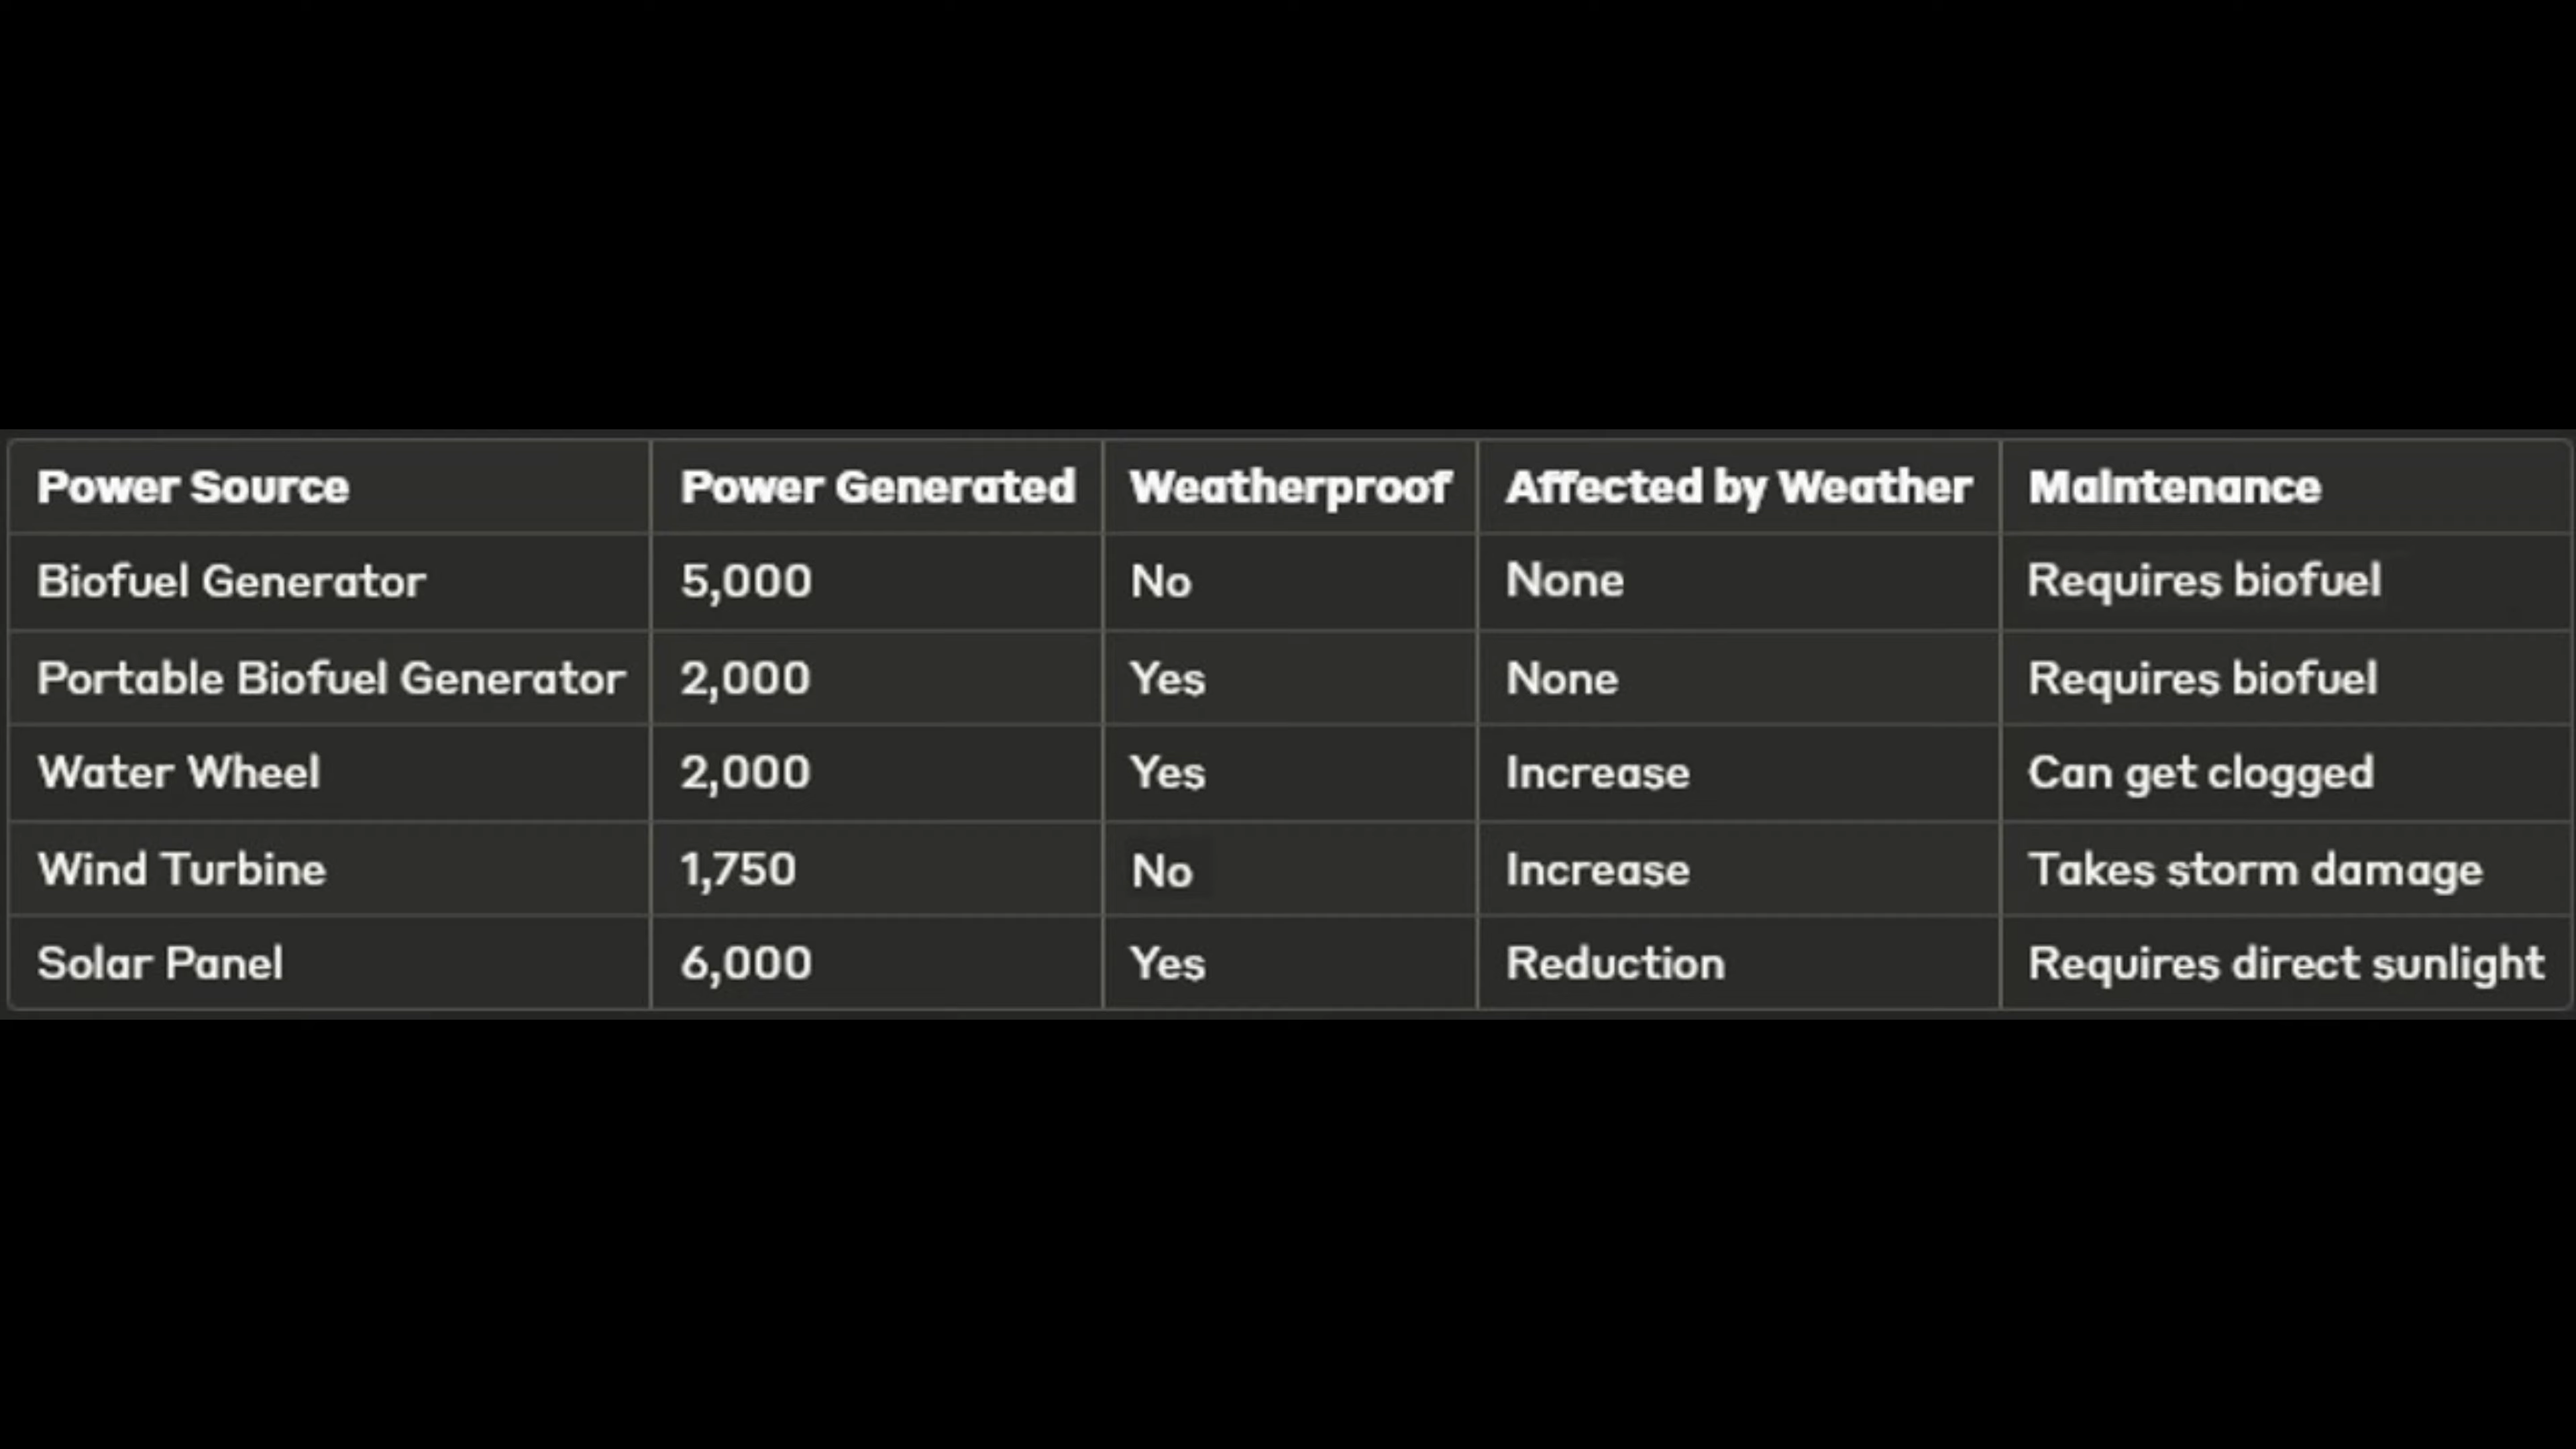 Power Source Power Generated Weatherproof Affected by Weather Maintenance
Biofuel Generator 5,000 No None Requires biofuel
Portable Biofuel Generator 2,000 Yes None Requires biofuel
Water Wheel 2,000 Yes Increase Can get clogged
Wind Turbine 1,750 No Increase Takes storm damage
Solar Panel 6,000 Yes Reduction Requires direct sunlight